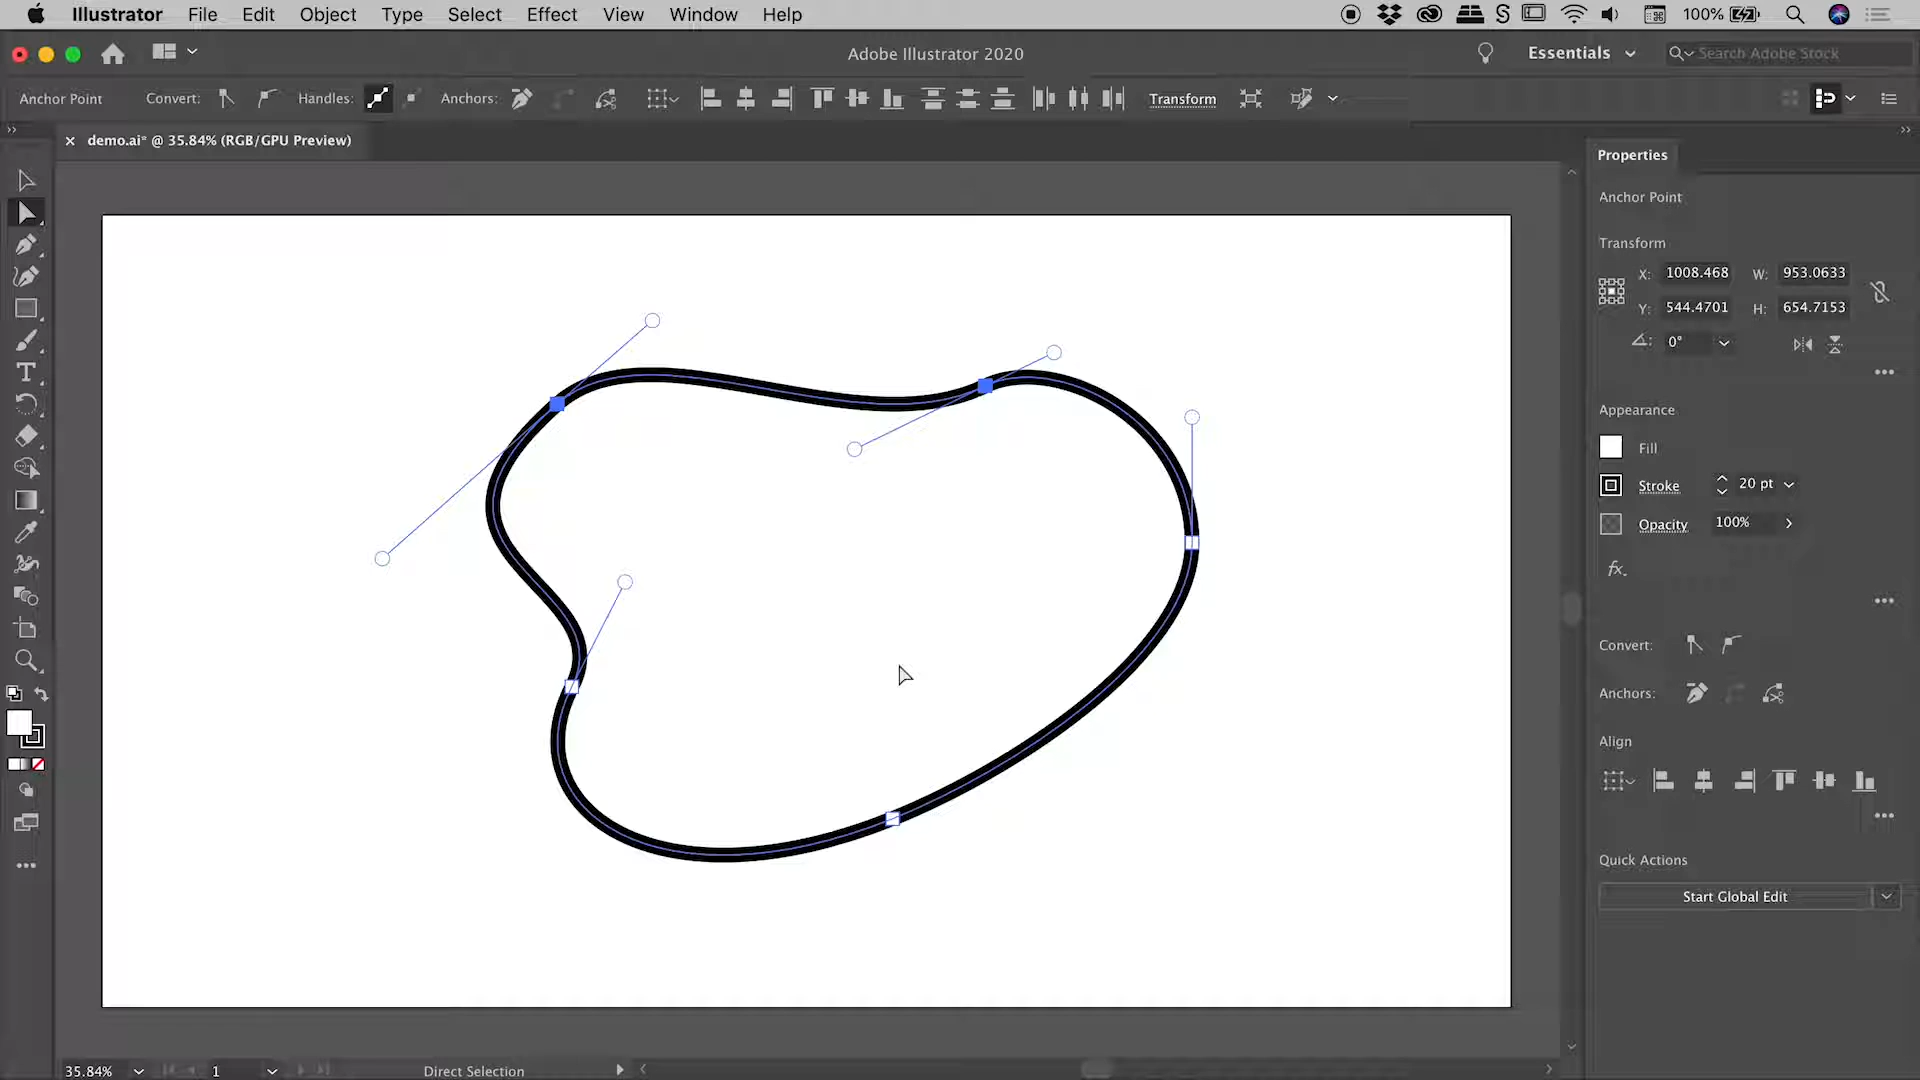 Illustrator File Edit Object Type Select Effect View Window Help 100%
Adobe Illustrator 2020 Essentials Search Adobe Stock
Anchor Point Convert: Handles: Anchors: Transform
demo.ai* @ 35.84% (RGB/GPU Preview)
Properties
Anchor Point
Transform
X: 1008.468 W: 953.0633
Y: 544.4701 H: 654.7153
0°
Appearance
Fill
Stroke 20 pt
Opacity 100%
fx.
Convert:
Anchors:
Align
Quick Actions
Start Global Edit
35.84% 1 Direct Selection